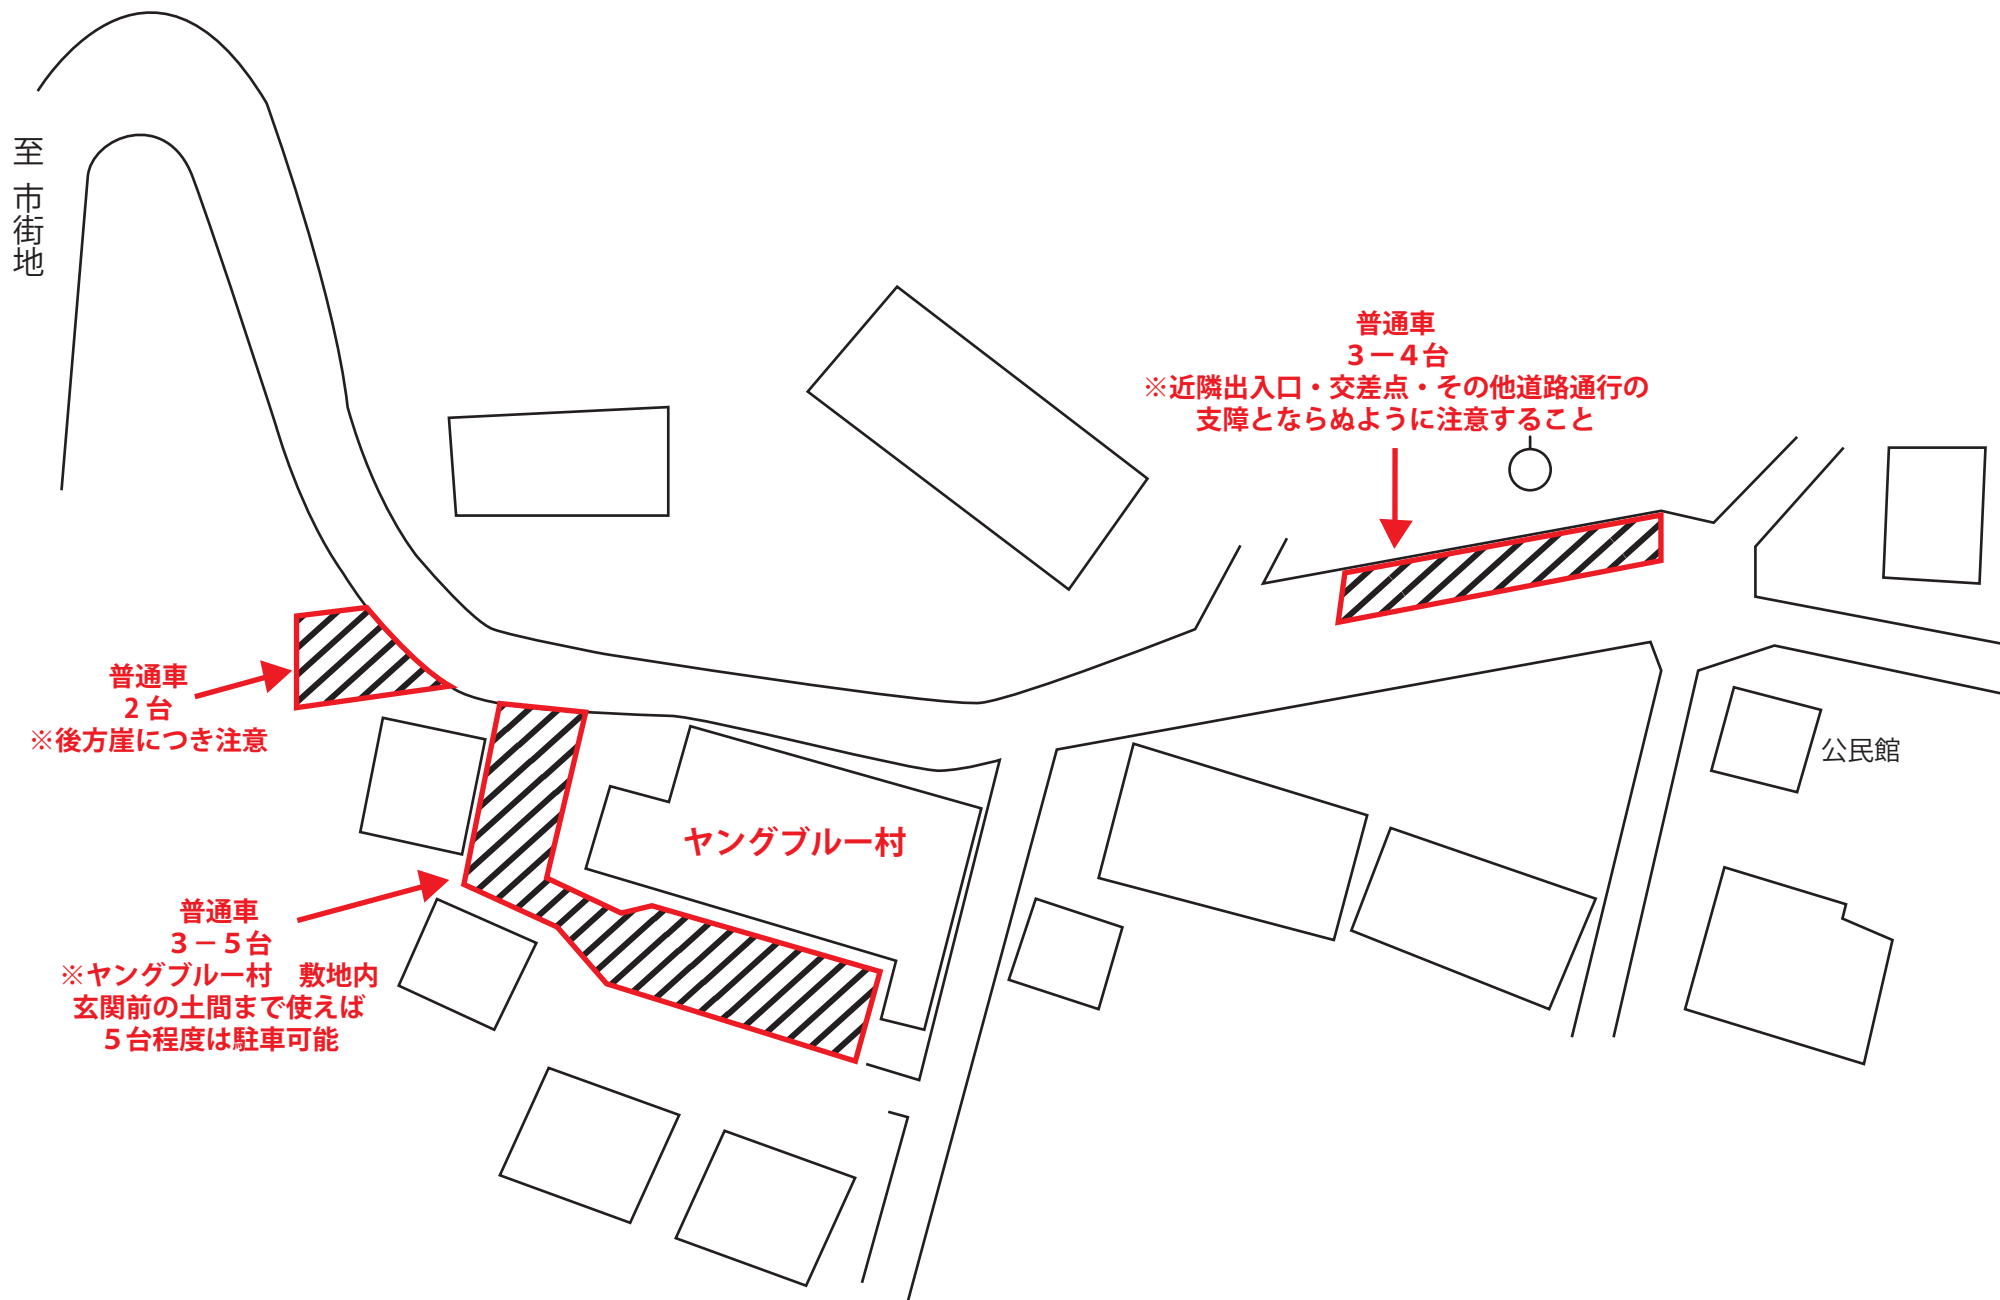 至 市街地
普通車
３－４台
※近隣出入口・交差点・その他道路通行の
支障とならぬように注意すること
普通車
２台
※後方崖につき注意
公民館
ヤングブルー村
普通車
３－５台
※ヤングブルー村　敷地内
玄関前の土間まで使えば
５台程度は駐車可能